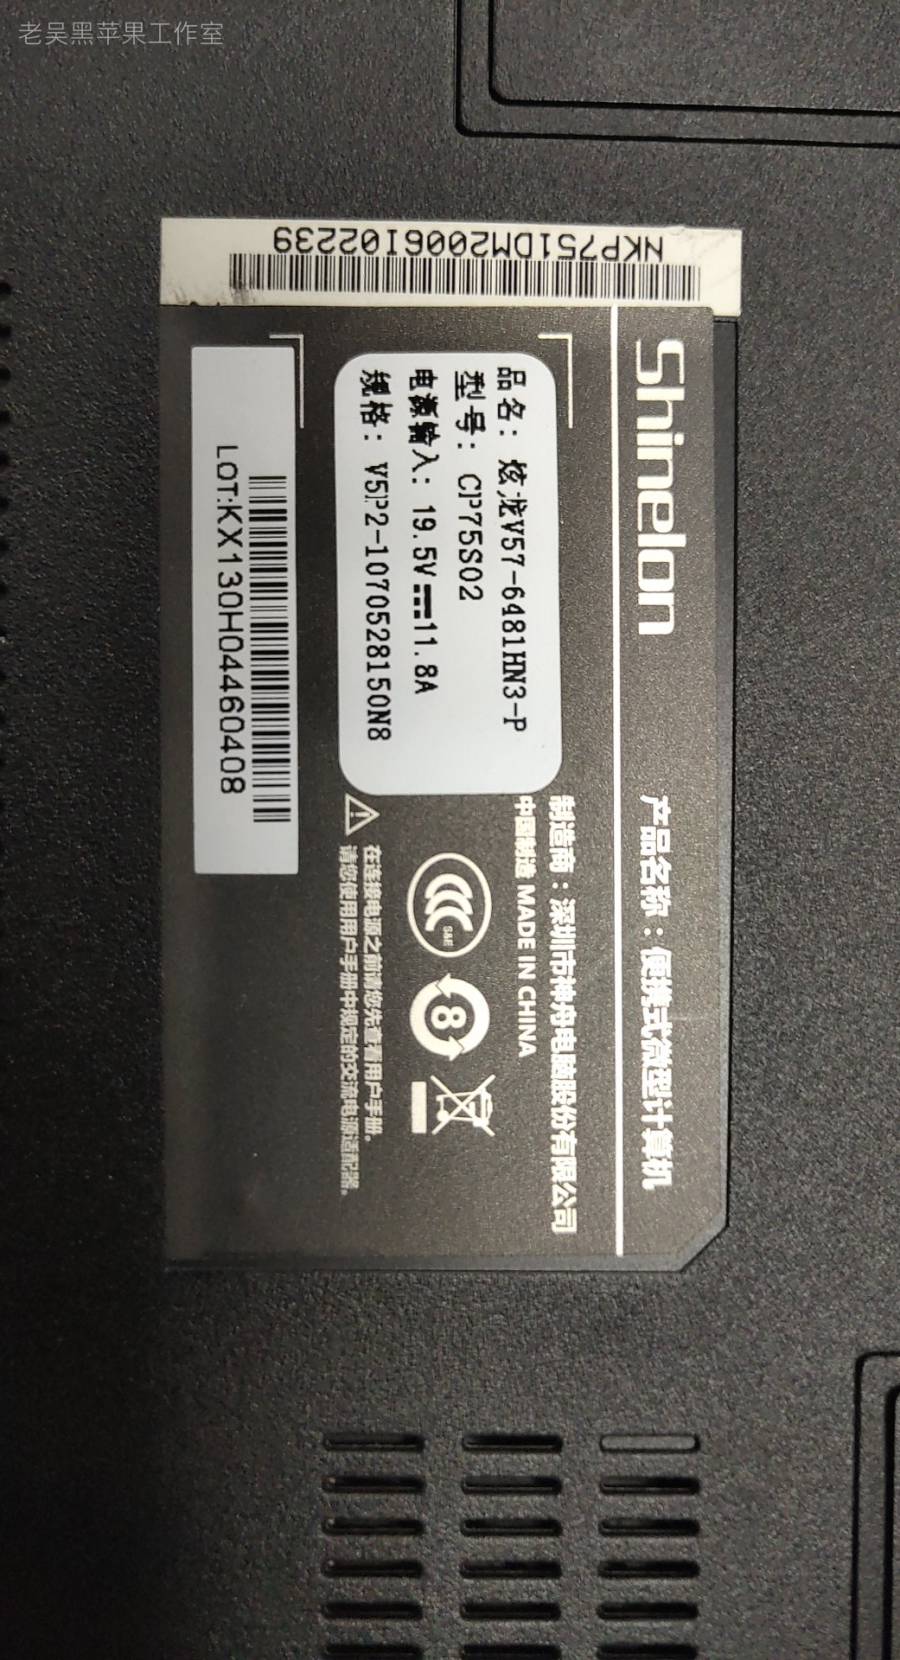 老吴黑苹果工作室
NKP751DM2006I02239
Shinelon
产品名称：便携式微型计算机
品名：炫龙V57-6481HN3-P
型号：CP75S02
电源输入：19.5V⎓11.8A
规格：V5P2-1070528150N8
制造商：深圳市神舟电脑股份有限公司
中国制造 MADE IN CHINA
S&E
8
在连接电源之前请您先查看用户手册。
请您使用用户手册中规定的交流电源适配器。
LOT:KX130H04460408